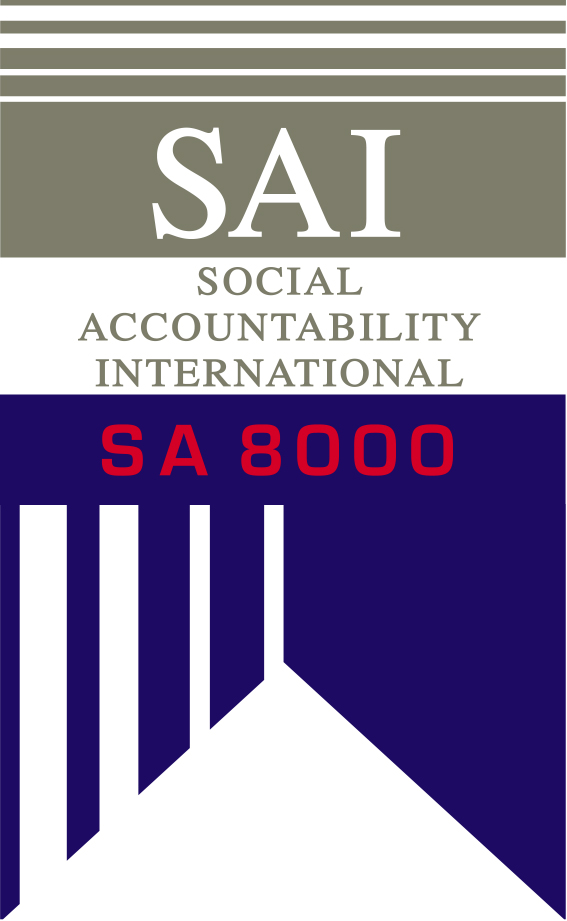 SAI
SOCIAL
ACCOUNTABILITY
INTERNATIONAL
SA 8000